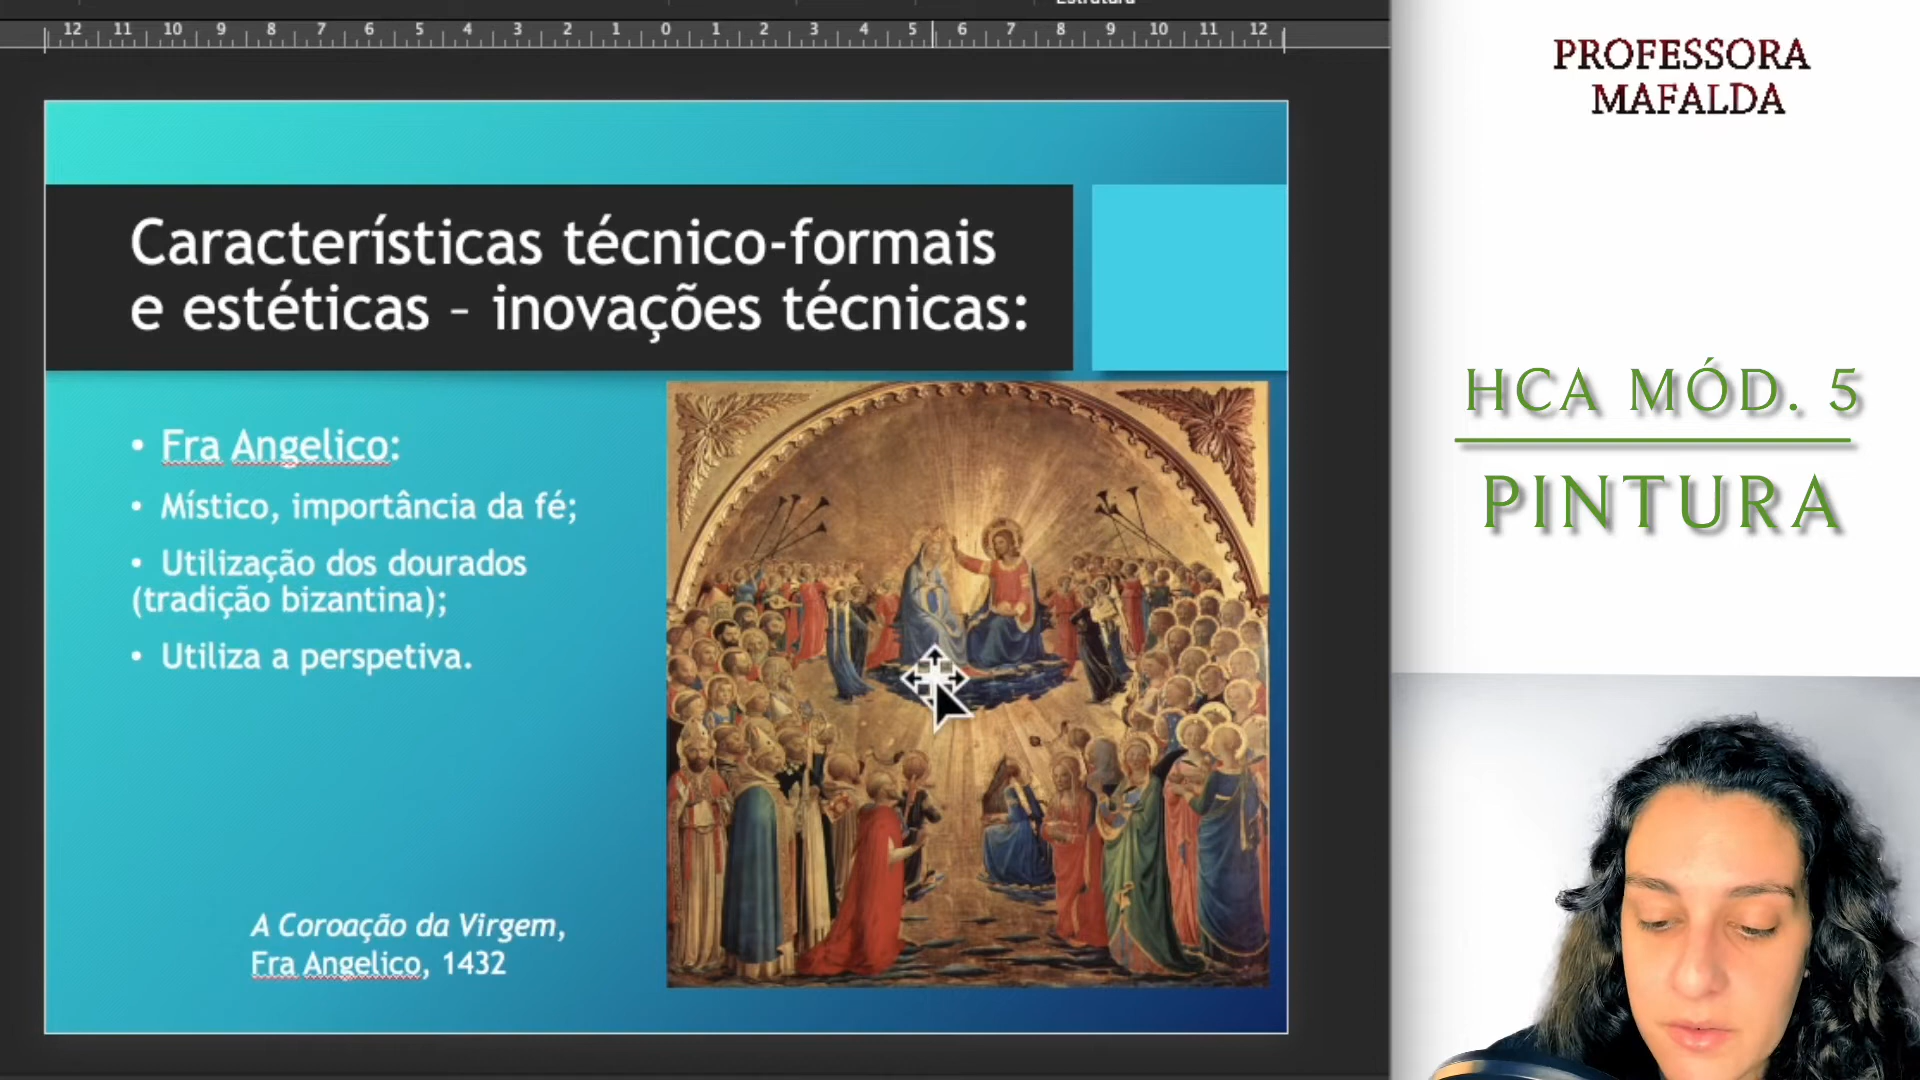 Estrutura
12 11 10 9 8 7 6 5 4 3 2 1 0 1 2 3 4 5 6 7 8 9 10 11 12
PROFESSORA
MAFALDA
Características técnico-formais
e estéticas – inovações técnicas:
• Fra Angelico:
• Místico, importância da fé;
• Utilização dos dourados
(tradição bizantina);
• Utiliza a perspetiva.
A Coroação da Virgem,
Fra Angelico, 1432
HCA MÓD. 5
PINTURA